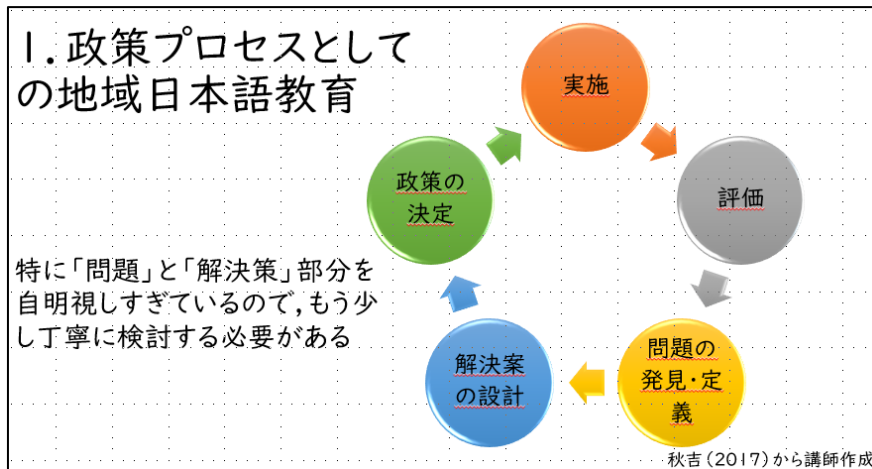 1.政策プロセスとして
の地域日本語教育
特に「問題」と「解決策」部分を
自明視しすぎているので,もう少
し丁寧に検討する必要がある
実施
評価
問題の
発見・定
義
解決案
の設計
政策の
決定
秋吉(2017)から講師作成